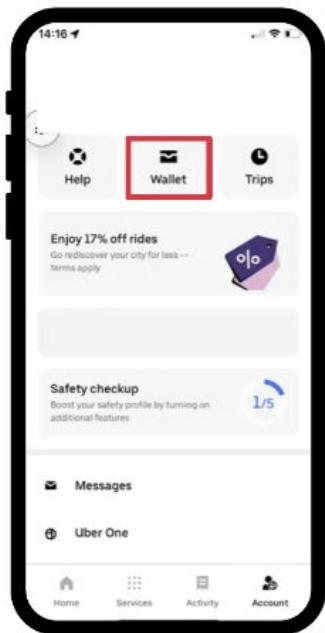 14:16
Help
Wallet
Trips
Enjoy 17% off rides
Go rediscover your city for less --
terms apply
%
Safety checkup
Boost your safety profile by turning on
additional features
1/5
Messages
Uber One
Home
Services
Activity
Account